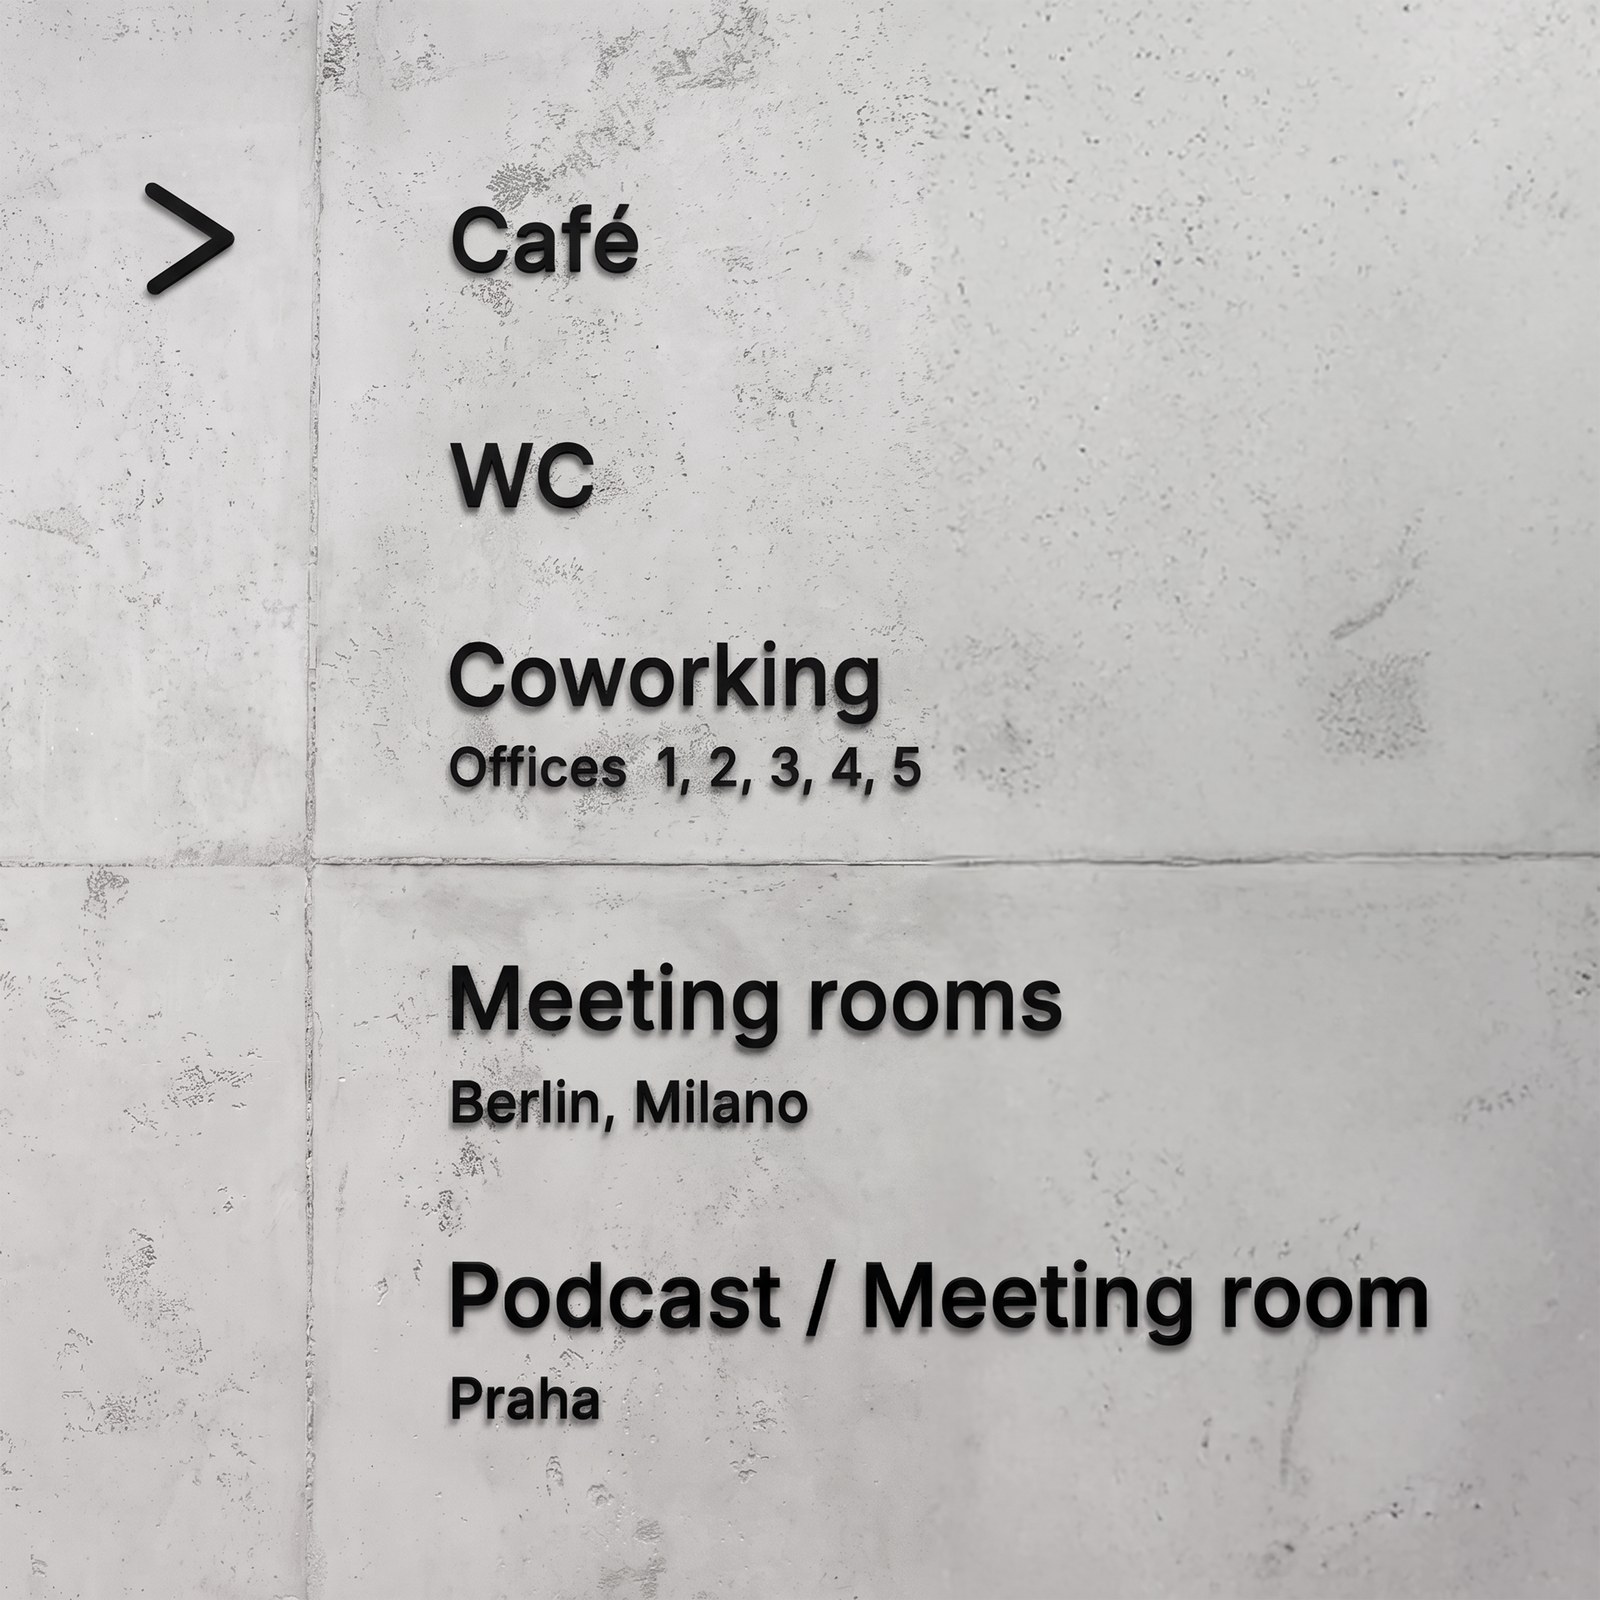 > Café
WC
Coworking
Offices 1, 2, 3, 4, 5
Meeting rooms
Berlin, Milano
Podcast / Meeting room
Praha